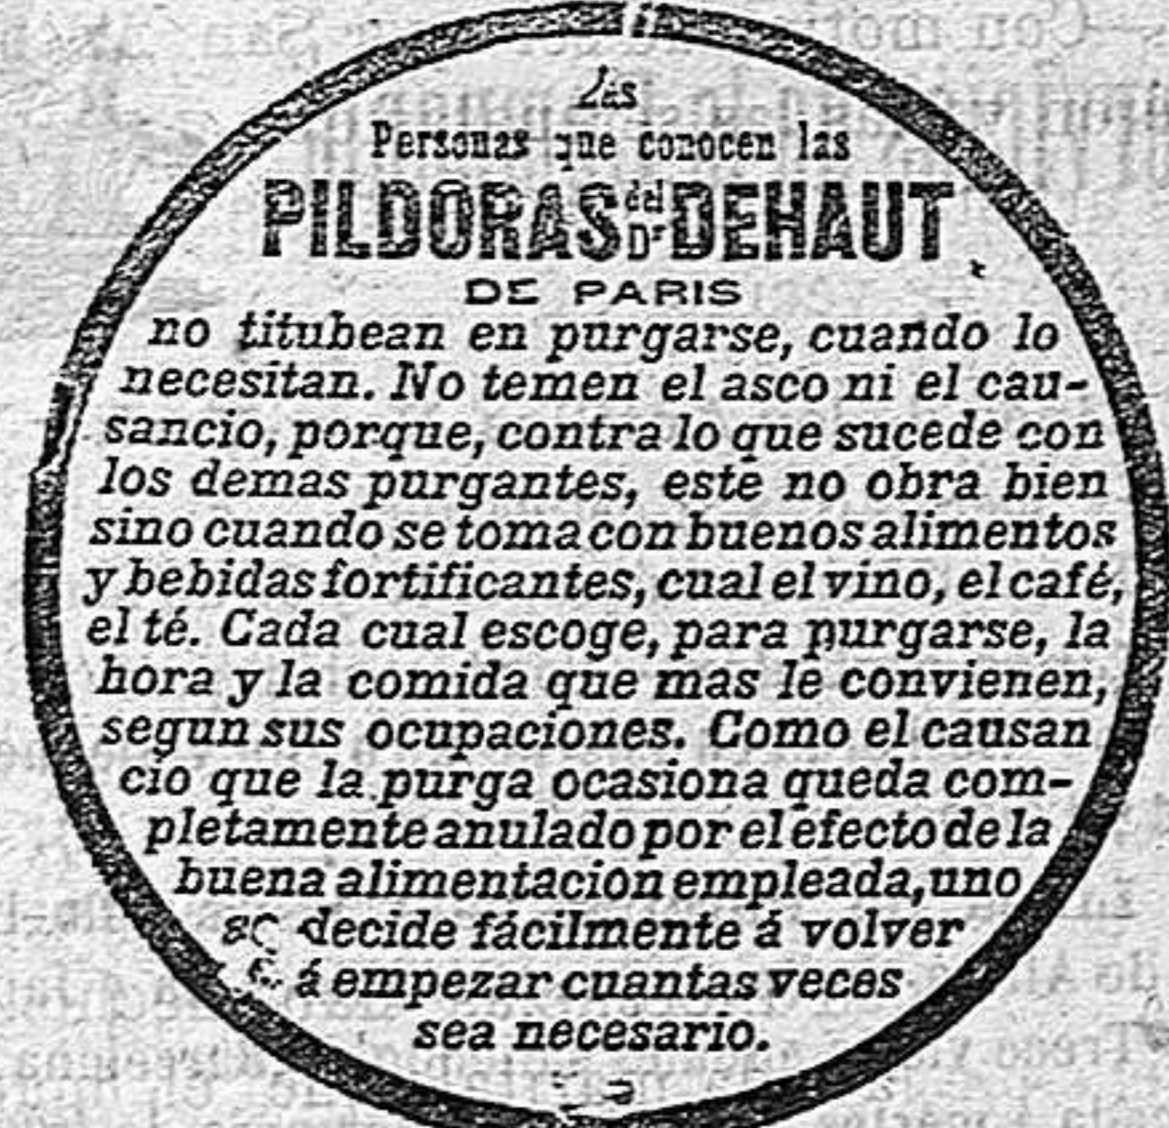 Las
Personas que conocen las
PILDORAS del Dr DEHAUT
DE PARIS
no titubean en purgarse, cuando lo
necesitan. No temen el asco ni el cau-
sancio, porque, contra lo que sucede con
los demas purgantes, este no obra bien
sino cuando se toma con buenos alimentos
y bebidas fortificantes, cual el vino, el café,
el té. Cada cual escoge, para purgarse, la
hora y la comida que mas le convienen,
segun sus ocupaciones. Como el causan
cio que la purga ocasiona queda com-
pletamente anulado por el efecto de la
buena alimentacion empleada, uno
decide fácilmente á volver
á empezar cuantas veces
sea necesario.